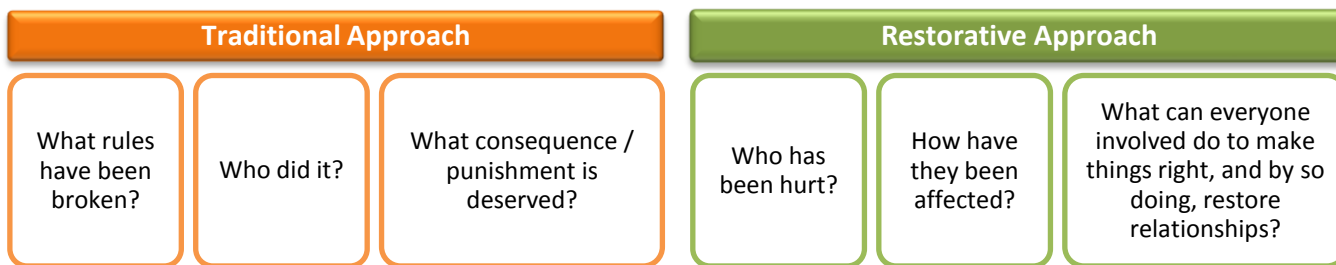 Traditional Approach
What rules
have been
broken?
Who did it?
What consequence /
punishment is
deserved?
Restorative Approach
Who has
been hurt?
How have
they been
affected?
What can everyone
involved do to make
things right, and by so
doing, restore
relationships?